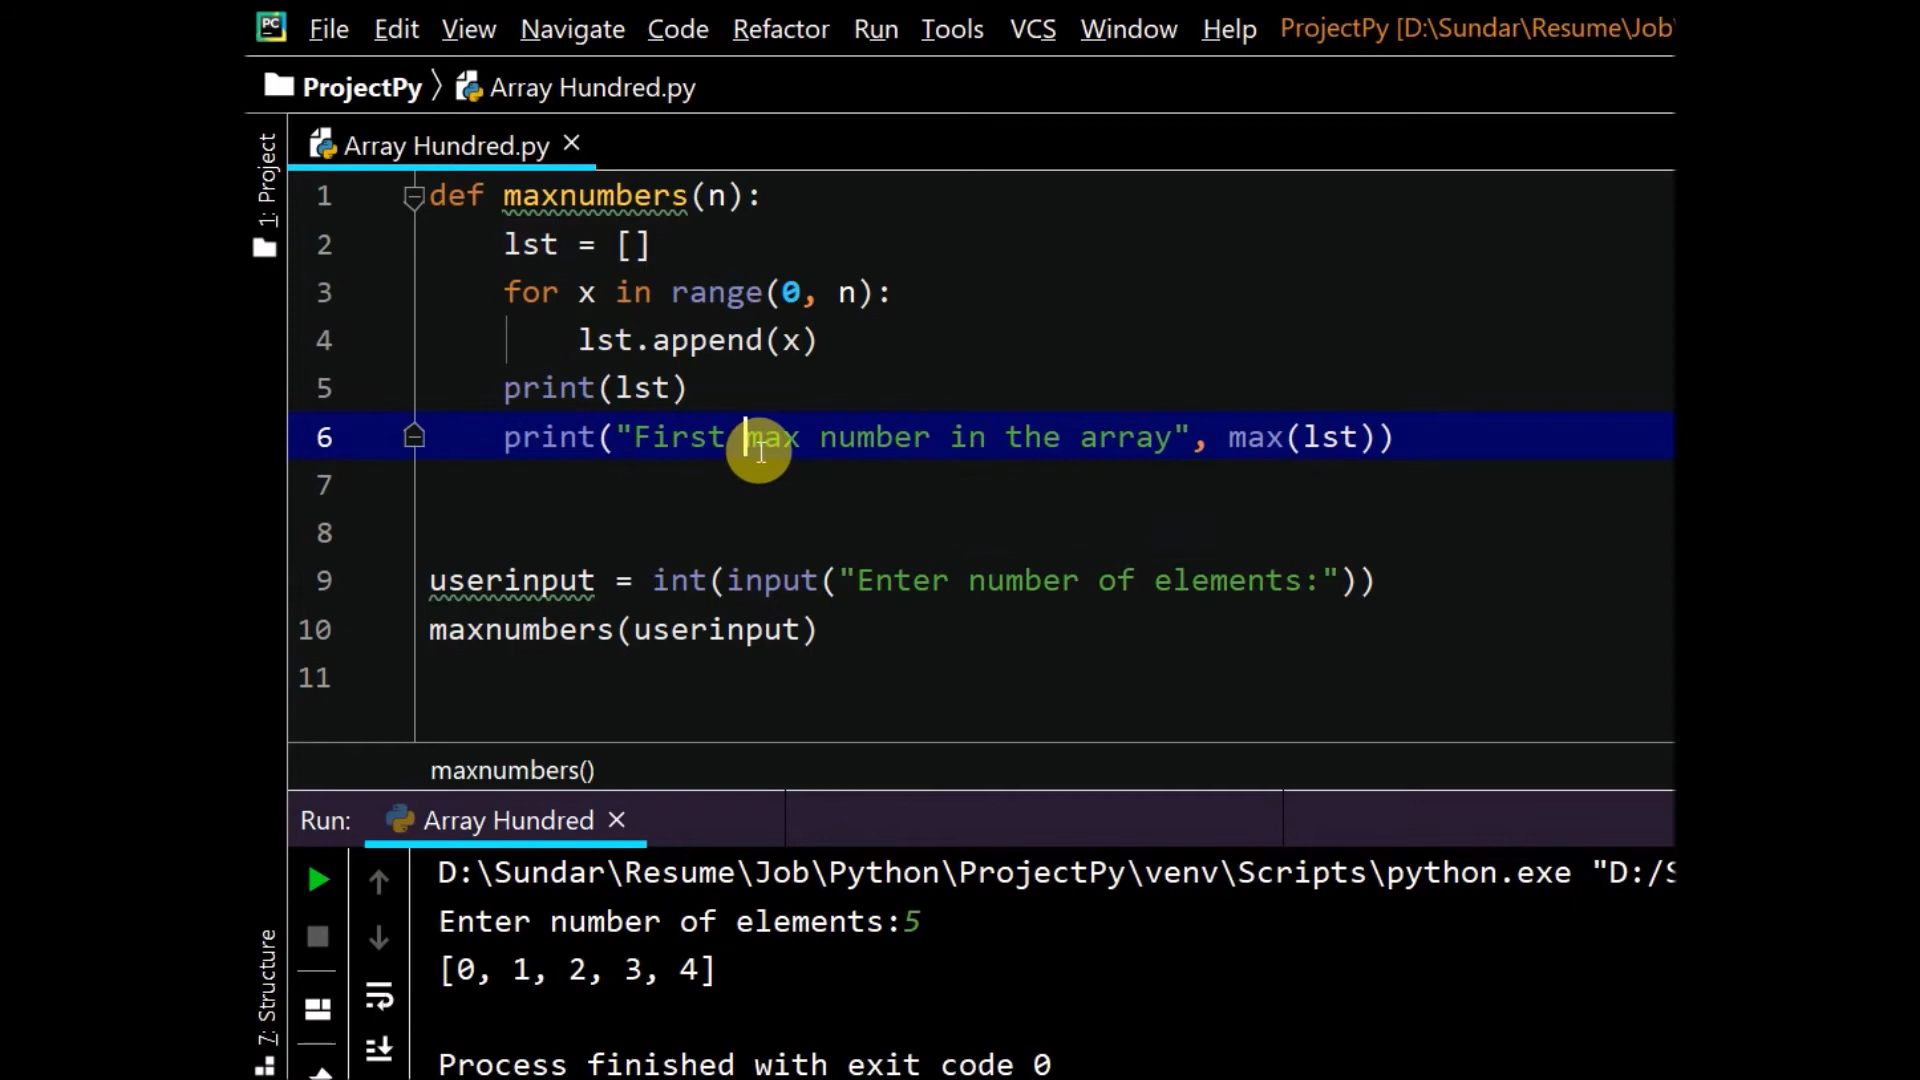 PC File Edit View Navigate Code Refactor Run Tools VCS Window Help ProjectPy [D:\Sundar\Resume\Job\
ProjectPy Array Hundred.py
1: Project
Array Hundred.py ×
1 def maxnumbers(n):
2 lst = []
3 for x in range(0, n):
4 lst.append(x)
5 print(lst)
6 print("First max number in the array", max(lst))
7
8
9 userinput = int(input("Enter number of elements:"))
10 maxnumbers(userinput)
11
maxnumbers()
Run: Array Hundred ×
7: Structure
D:\Sundar\Resume\Job\Python\ProjectPy\venv\Scripts\python.exe "D:/S
Enter number of elements:5
[0, 1, 2, 3, 4]
Process finished with exit code 0